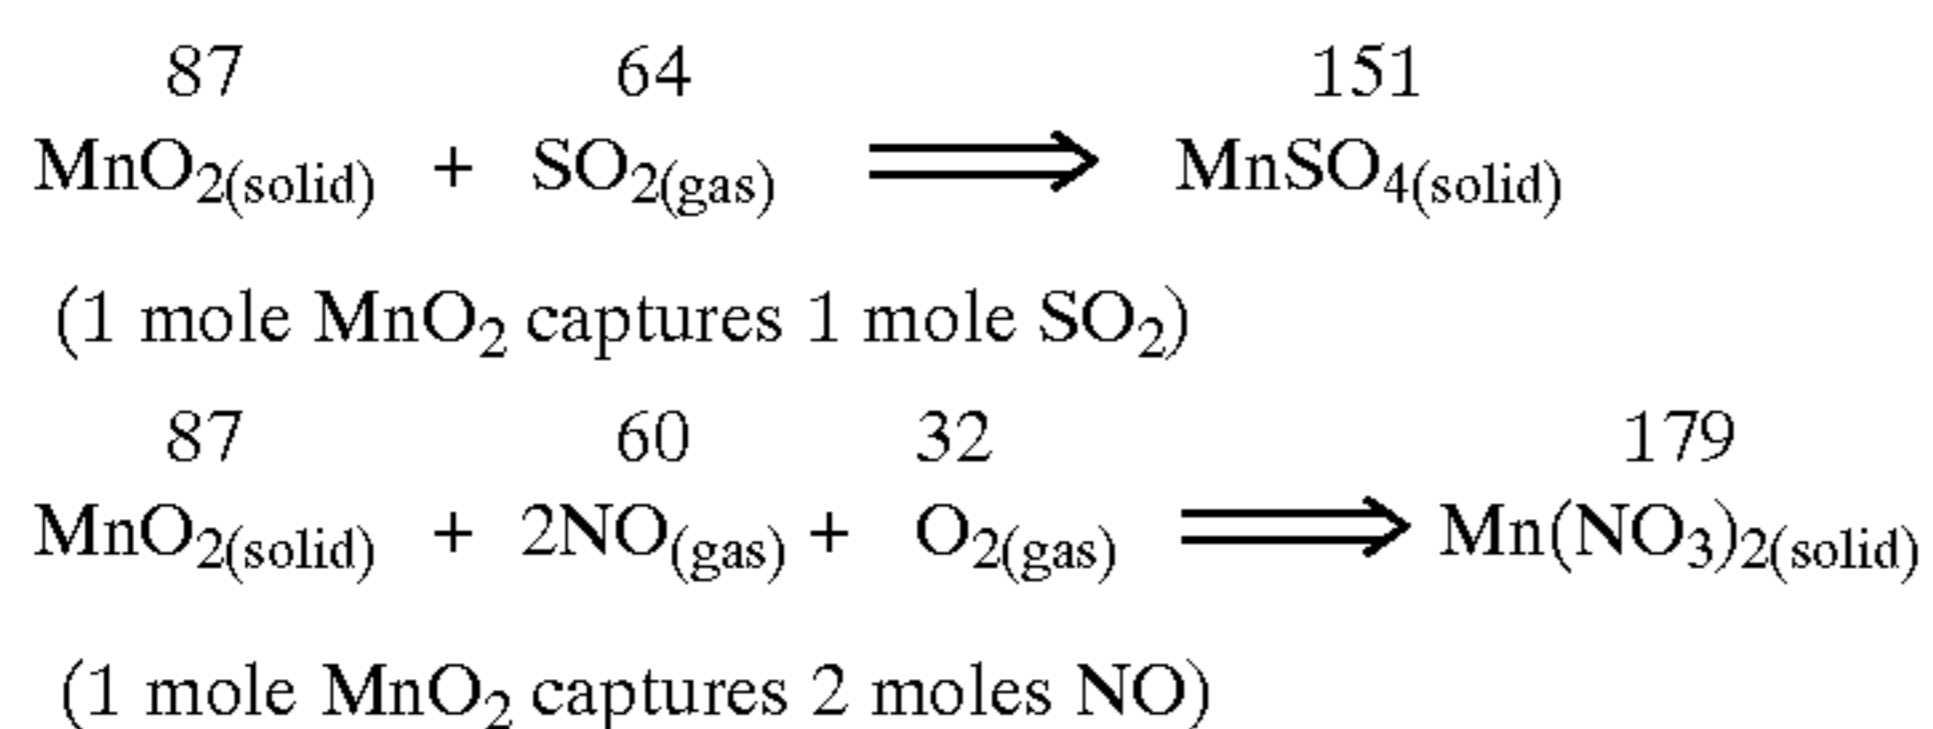 87 64 151
MnO₂(solid) + SO₂(gas) ⟹ MnSO₄(solid)
(1 mole MnO₂ captures 1 mole SO₂)
87 60 32 179
MnO₂(solid) + 2NO(gas) + O₂(gas) ⟹ Mn(NO₃)₂(solid)
(1 mole MnO₂ captures 2 moles NO)